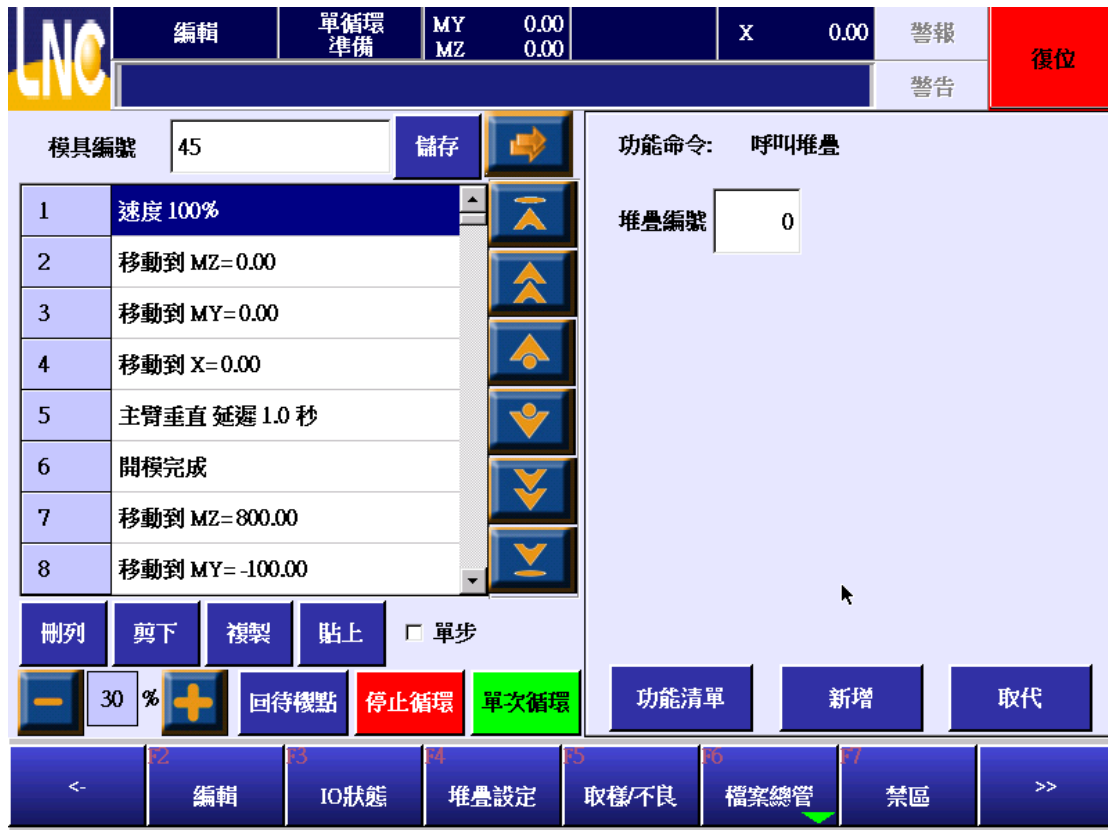 LNC
編輯
單循環
準備
MY 0.00
MZ 0.00
X 0.00
警報
警告
復位
模具編號
45
儲存
1 速度 100%
2 移動到 MZ=0.00
3 移動到 MY=0.00
4 移動到 X=0.00
5 主臂垂直 延遲 1.0 秒
6 開模完成
7 移動到 MZ=800.00
8 移動到 MY=-100.00
功能命令: 呼叫堆疊
堆疊編號 0
刪列
剪下
複製
貼上
單步
30 %
回待機點
停止循環
單次循環
功能清單
新增
取代
<-
F2 編輯
F3 IO狀態
F4 堆疊設定
F5 取樣/不良
F6 檔案總管
F7 禁區
>>